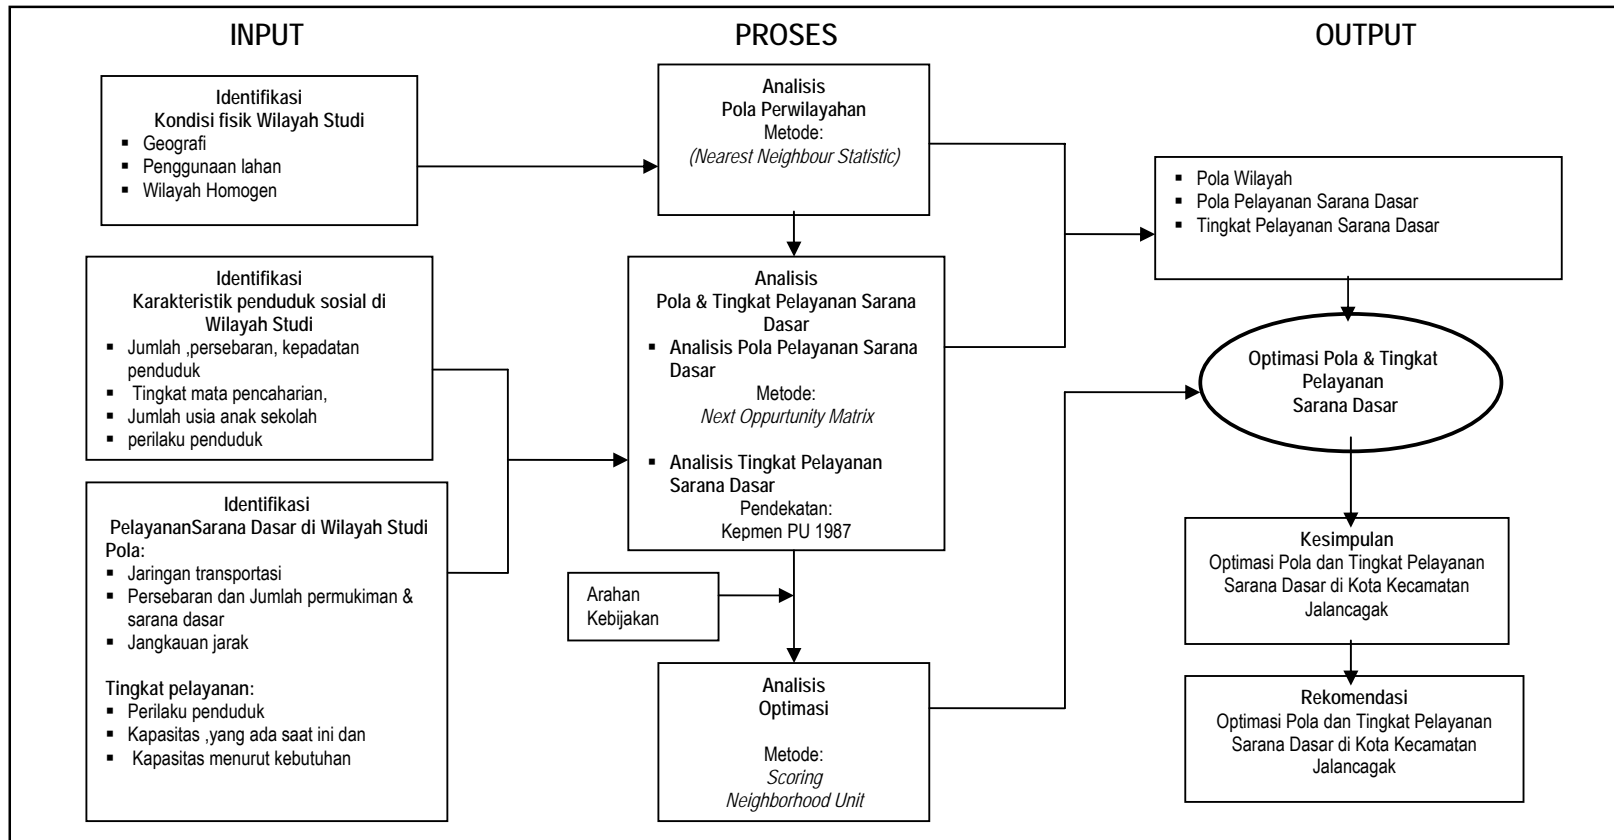 INPUT
PROSES
OUTPUT
Identifikasi
Kondisi fisik Wilayah Studi
▪ Geografi
▪ Penggunaan lahan
▪ Wilayah Homogen
Identifikasi
Karakteristik penduduk sosial di
Wilayah Studi
▪ Jumlah ,persebaran, kepadatan
penduduk
▪ Tingkat mata pencaharian,
▪ Jumlah usia anak sekolah
▪ perilaku penduduk
Identifikasi
PelayananSarana Dasar di Wilayah Studi
Pola:
▪ Jaringan transportasi
▪ Persebaran dan Jumlah permukiman &
sarana dasar
▪ Jangkauan jarak
Tingkat pelayanan:
▪ Perilaku penduduk
▪ Kapasitas ,yang ada saat ini dan
▪ Kapasitas menurut kebutuhan
Analisis
Pola Perwilayahan
Metode:
(Nearest Neighbour Statistic)
Analisis
Pola & Tingkat Pelayanan Sarana
Dasar
▪ Analisis Pola Pelayanan Sarana
Dasar
Metode:
Next Oppurtunity Matrix
▪ Analisis Tingkat Pelayanan
Sarana Dasar
Pendekatan:
Kepmen PU 1987
Arahan
Kebijakan
Analisis
Optimasi
Metode:
Scoring
Neighborhood Unit
▪ Pola Wilayah
▪ Pola Pelayanan Sarana Dasar
▪ Tingkat Pelayanan Sarana Dasar
Optimasi Pola & Tingkat
Pelayanan
Sarana Dasar
Kesimpulan
Optimasi Pola dan Tingkat Pelayanan
Sarana Dasar di Kota Kecamatan
Jalancagak
Rekomendasi
Optimasi Pola dan Tingkat Pelayanan
Sarana Dasar di Kota Kecamatan
Jalancagak